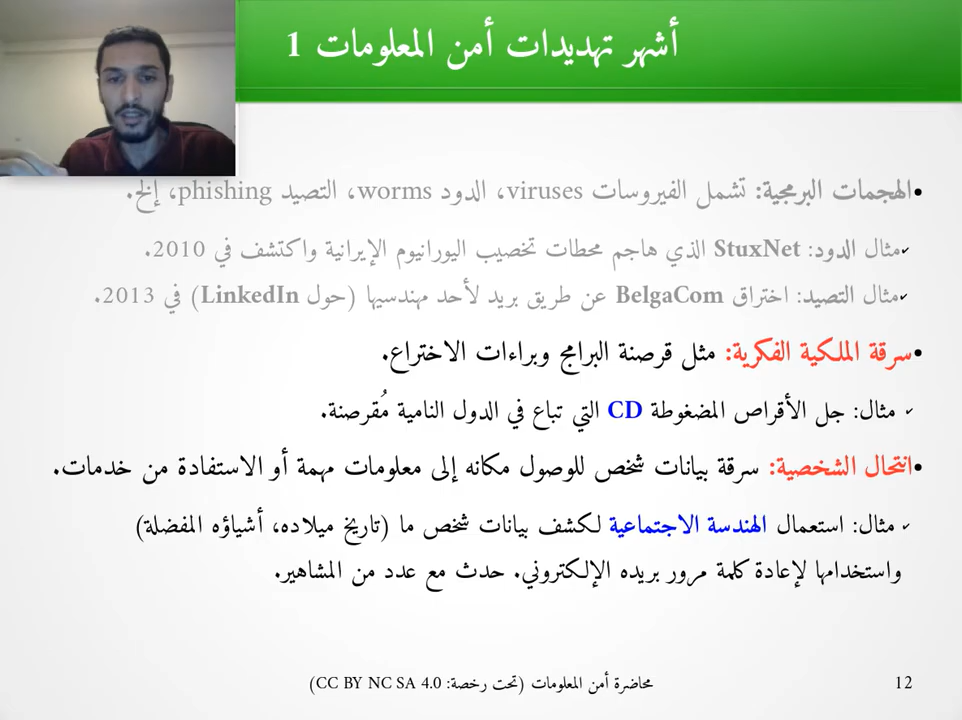 أشهر تهديدات أمن المعلومات 1
•الهجمات البرمجية: تشمل الفيروسات viruses، الدود worms، التصيد phishing، إلخ.
✓مثال الدود: StuxNet الذي هاجم محطات تخصيب اليورانيوم الإيرانية واكتشف في 2010.
✓مثال التصيد: اختراق BelgaCom عن طريق بريد لأحد مهندسيها (حول LinkedIn) في 2013.
•سرقة الملكية الفكرية: مثل قرصنة البرامج وبراءات الاختراع.
✓ مثال: جل الأقراص المضغوطة CD التي تباع في الدول النامية مُقرصنة.
•انتحال الشخصية: سرقة بيانات شخص للوصول مكانه إلى معلومات مهمة أو الاستفادة من خدمات.
✓ مثال: استعمال الهندسة الاجتماعية لكشف بيانات شخص ما (تاريخ ميلاده، أشياؤه المفضلة)
واستخدامها لإعادة كلمة مرور بريده الإلكتروني. حدث مع عدد من المشاهير.
محاضرة أمن المعلومات (تحت رخصة: CC BY NC SA 4.0)
12